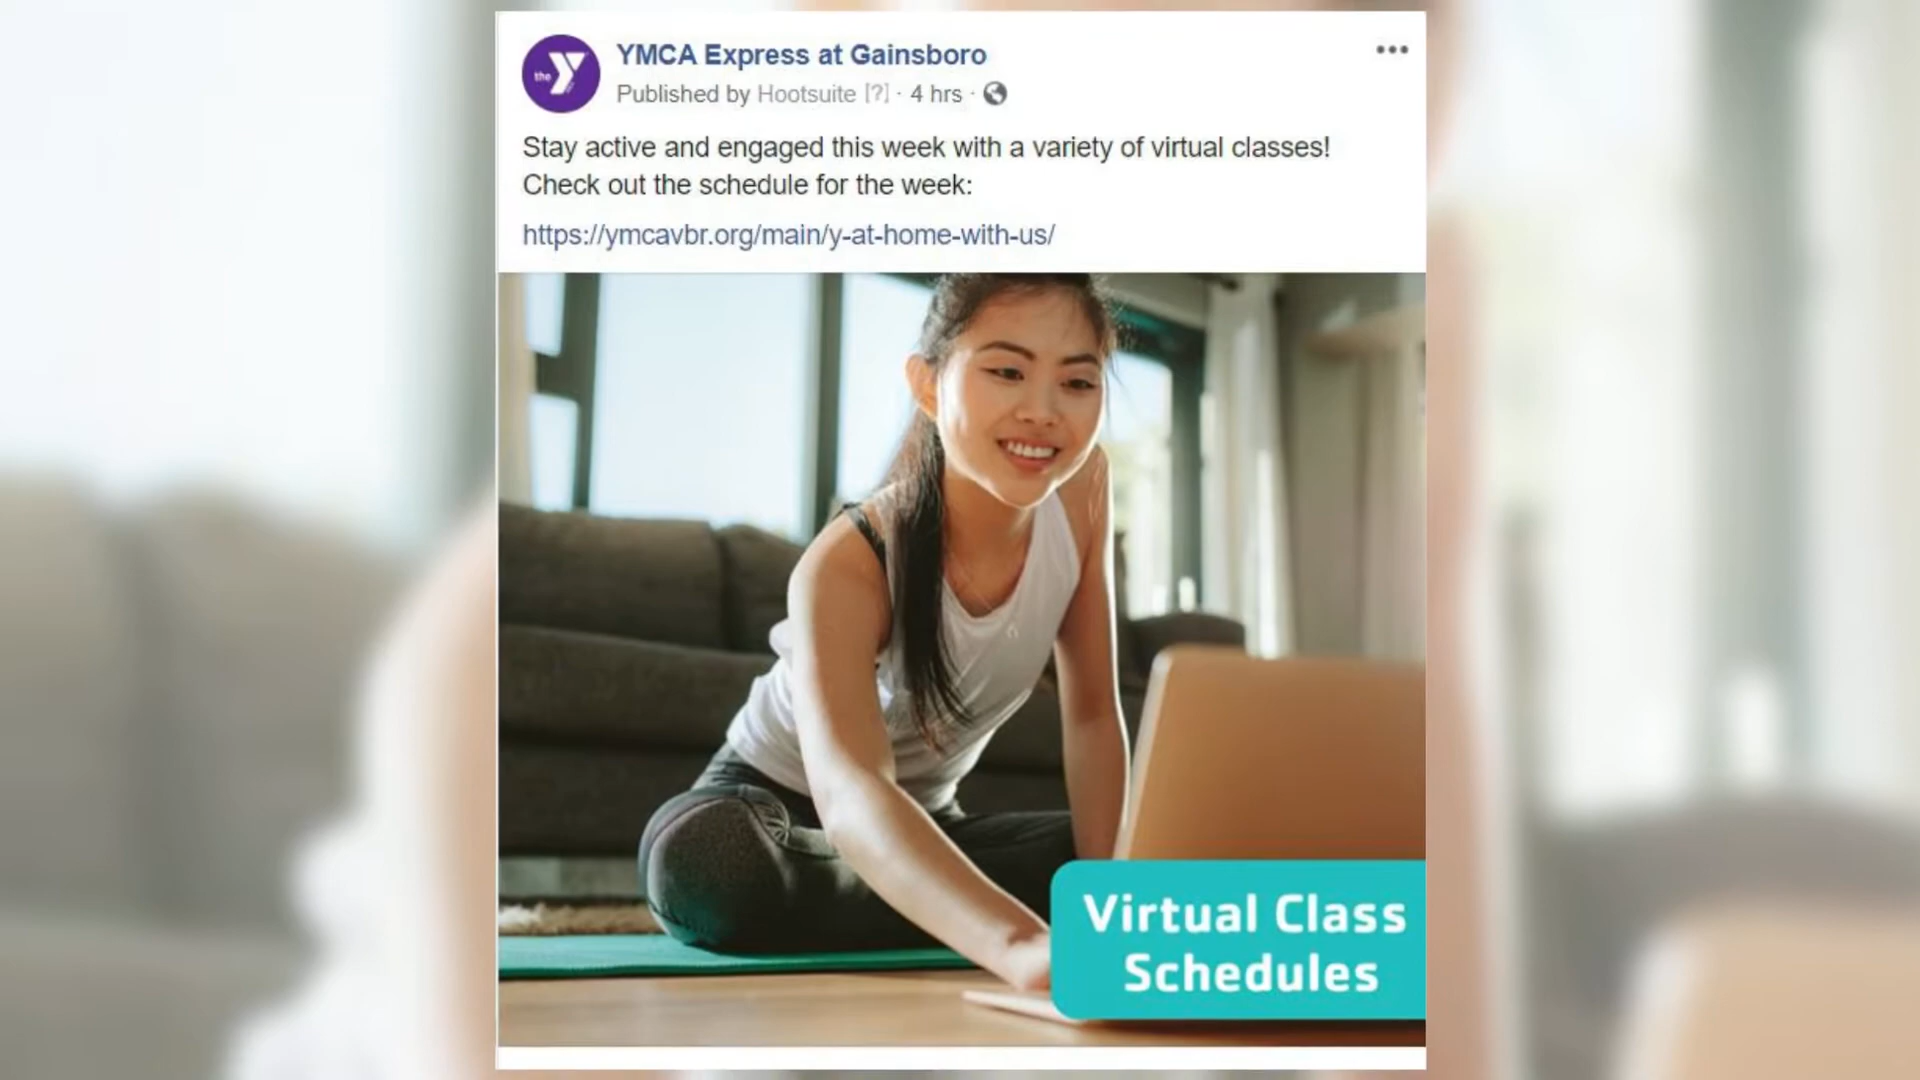 the Y
YMCA Express at Gainsboro
Published by Hootsuite [?] · 4 hrs ·
Stay active and engaged this week with a variety of virtual classes!
Check out the schedule for the week:
https://ymcavbr.org/main/y-at-home-with-us/
Virtual Class
Schedules